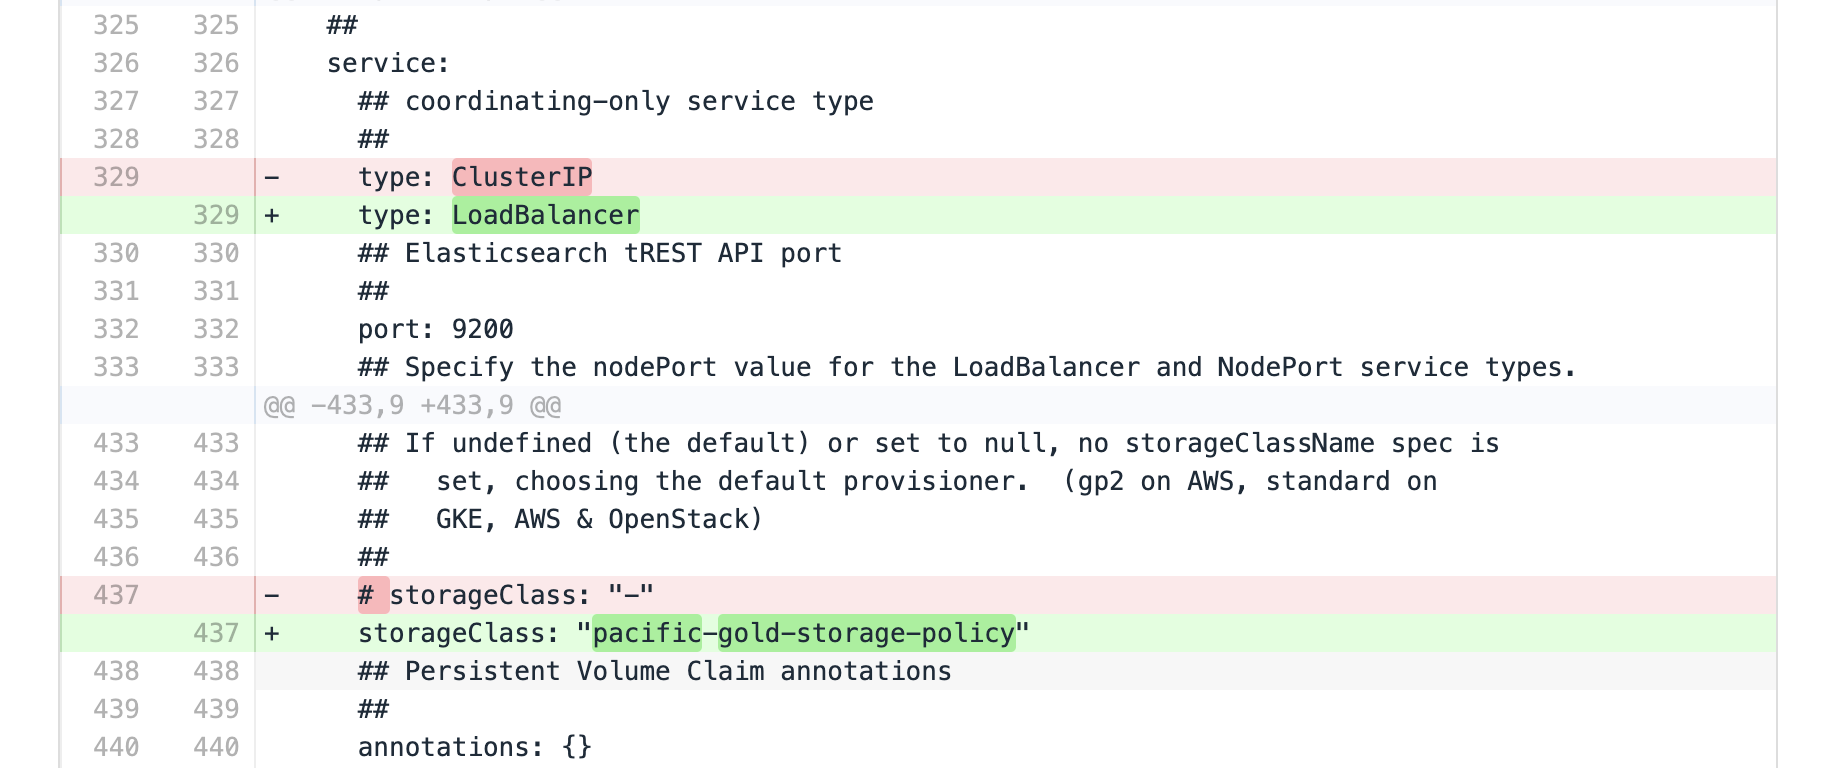 325 325 ##
326 326 service:
327 327 ## coordinating-only service type
328 328 ##
329 - type: ClusterIP
329 + type: LoadBalancer
330 330 ## Elasticsearch tREST API port
331 331 ##
332 332 port: 9200
333 333 ## Specify the nodePort value for the LoadBalancer and NodePort service types.
@@ -433,9 +433,9 @@
433 433 ## If undefined (the default) or set to null, no storageClassName spec is
434 434 ##   set, choosing the default provisioner.  (gp2 on AWS, standard on
435 435 ##   GKE, AWS & OpenStack)
436 436 ##
437 - # storageClass: "-"
437 + storageClass: "pacific-gold-storage-policy"
438 438 ## Persistent Volume Claim annotations
439 439 ##
440 440 annotations: {}